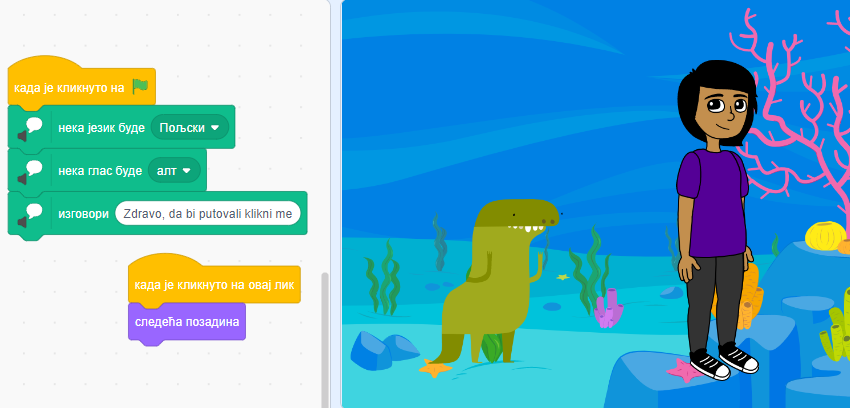 када је кликнуто на
нека језик буде Пољски
нека глас буде алт
изговори Zdravo, da bi putovali klikni me
када је кликнуто на овај лик
следећа позадина